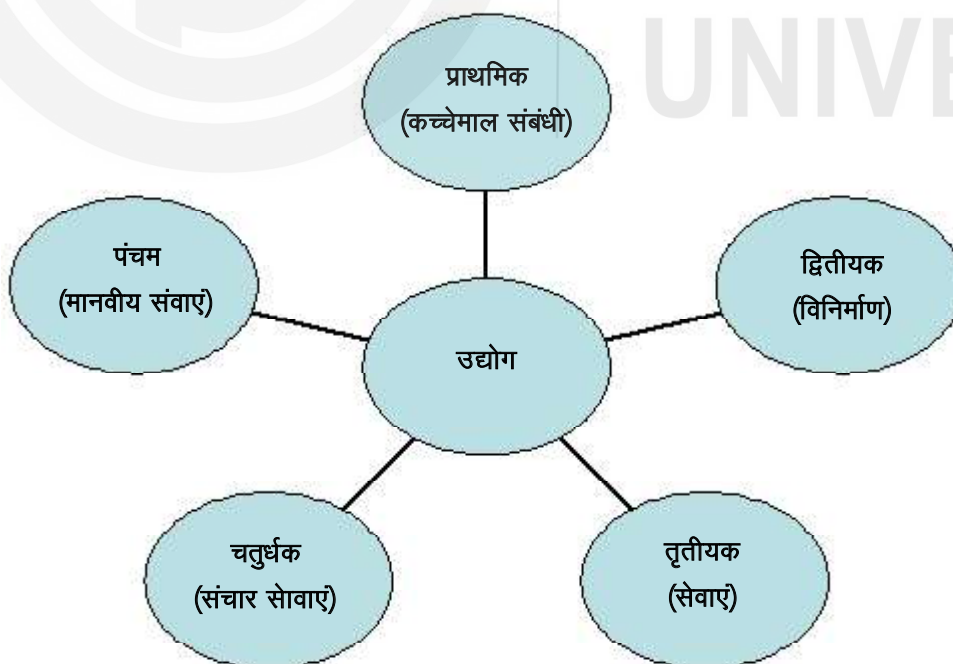 UNIVE
प्राथमिक
(कच्चेमाल संबंधी)
पंचम
(मानवीय संवाएं)
द्वितीयक
(विनिर्माण)
उद्योग
चतुर्धक
(संचार सेावाएं)
तृतीयक
(सेवाएं)